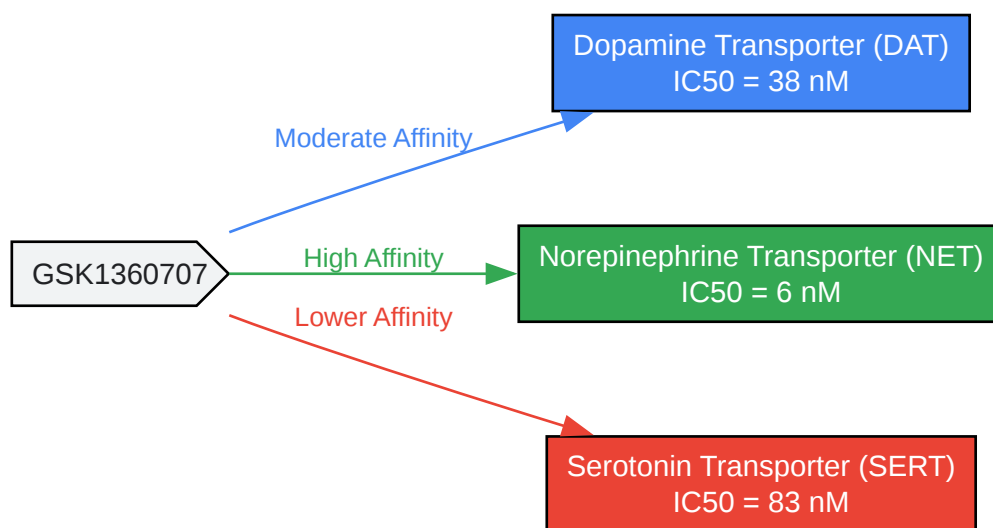 Dopamine Transporter (DAT)
IC50 = 38 nM
Moderate Affinity
GSK1360707
High Affinity
Norepinephrine Transporter (NET)
IC50 = 6 nM
Lower Affinity
Serotonin Transporter (SERT)
IC50 = 83 nM